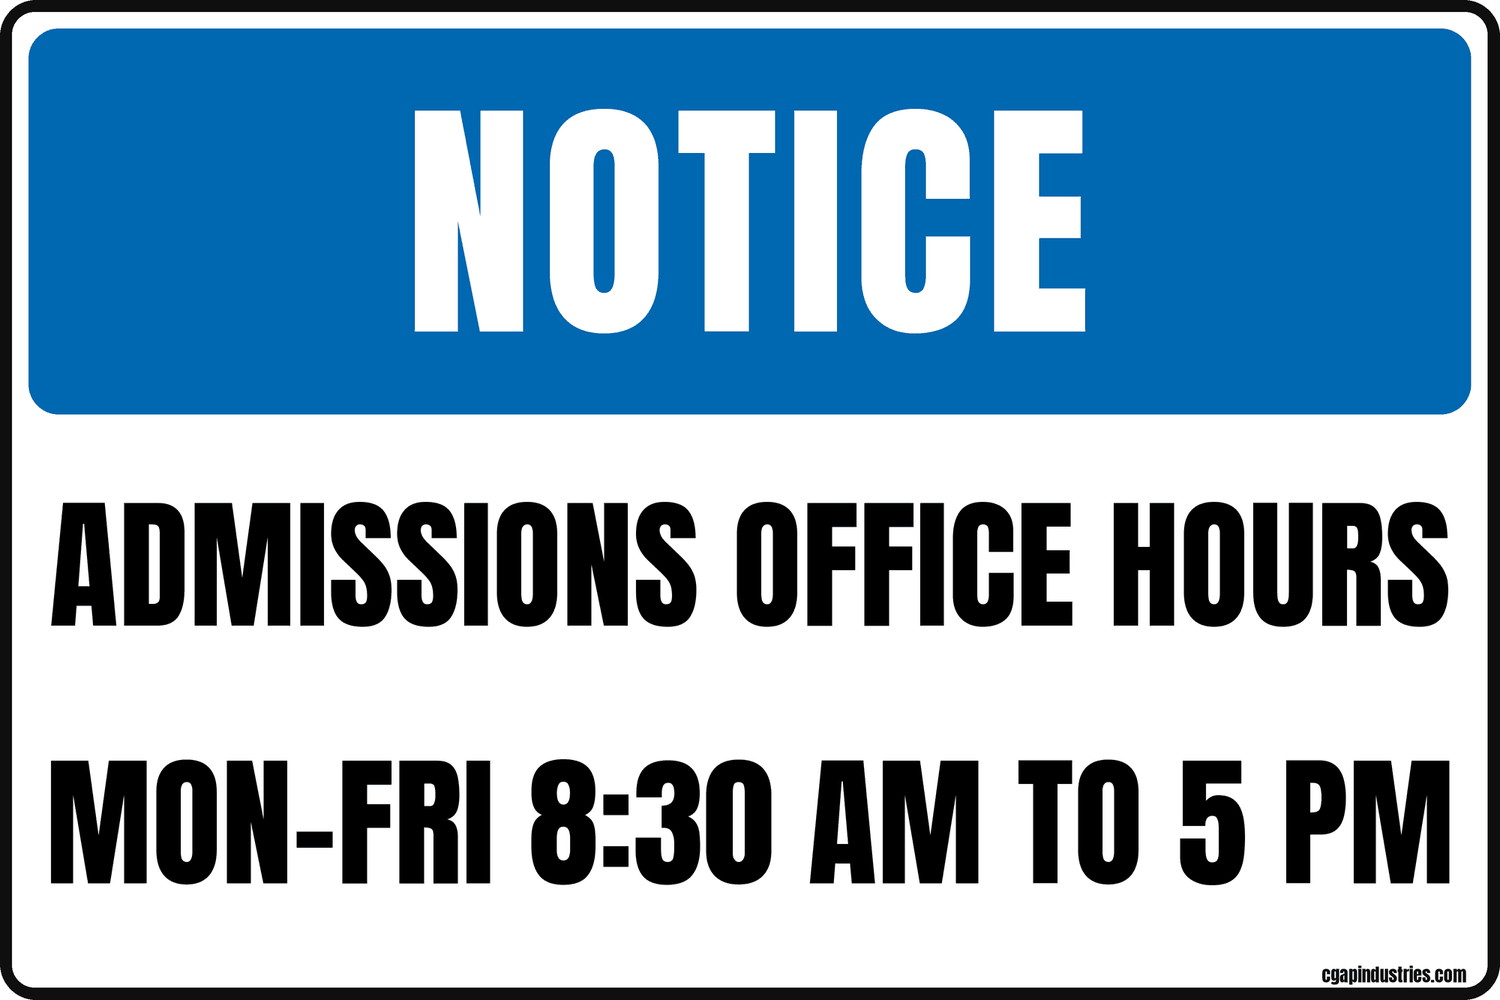 NOTICE
ADMISSIONS OFFICE HOURS
MON-FRI 8:30 AM TO 5 PM
cgapindustries.com